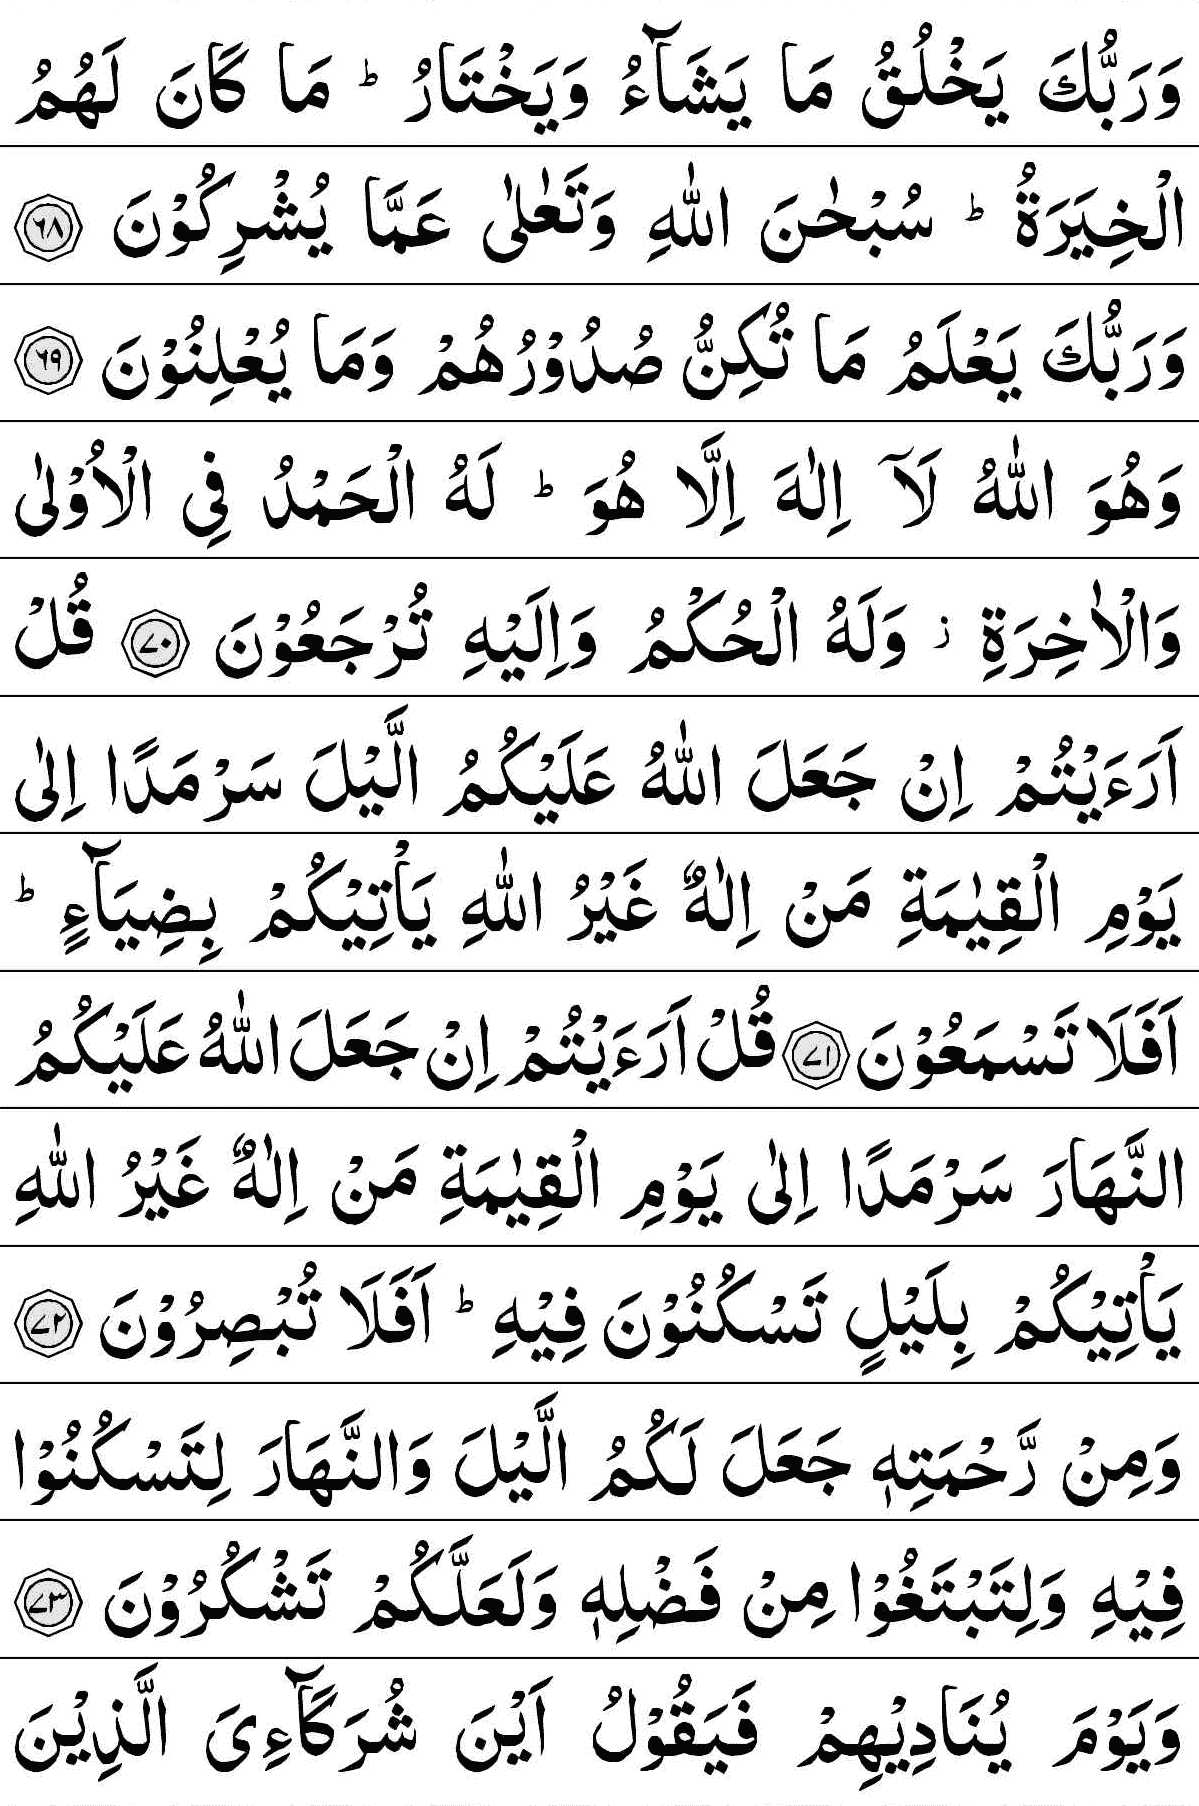 وَرَبُّكَ يَخْلُقُ مَا يَشَآءُ وَيَخْتَارُ ؕ مَا كَانَ لَهُمُ
الْخِيَرَةُ ؕ سُبْحٰنَ اللّٰهِ وَتَعٰلٰى عَمَّا يُشْرِكُوْنَ ۶۸
وَرَبُّكَ يَعْلَمُ مَا تُكِنُّ صُدُوْرُهُمْ وَمَا يُعْلِنُوْنَ ۶۹
وَهُوَ اللّٰهُ لَاۤ اِلٰهَ اِلَّا هُوَ ؕ لَهُ الْحَمْدُ فِى الْاُوْلٰى
وَالْاٰخِرَةِ ز وَلَهُ الْحُكْمُ وَاِلَيْهِ تُرْجَعُوْنَ ۷۰ قُلْ
اَرَءَيْتُمْ اِنْ جَعَلَ اللّٰهُ عَلَيْكُمُ الَّيْلَ سَرْمَدًا اِلٰى
يَوْمِ الْقِيٰمَةِ مَنْ اِلٰهٌ غَيْرُ اللّٰهِ يَاْتِيْكُمْ بِضِيَآءٍ ؕ
اَفَلَا تَسْمَعُوْنَ ۷۱ قُلْ اَرَءَيْتُمْ اِنْ جَعَلَ اللّٰهُ عَلَيْكُمُ
النَّهَارَ سَرْمَدًا اِلٰى يَوْمِ الْقِيٰمَةِ مَنْ اِلٰهٌ غَيْرُ اللّٰهِ
يَاْتِيْكُمْ بِلَيْلٍ تَسْكُنُوْنَ فِيْهِ ؕ اَفَلَا تُبْصِرُوْنَ ۷۲
وَمِنْ رَّحْمَتِهٖ جَعَلَ لَكُمُ الَّيْلَ وَالنَّهَارَ لِتَسْكُنُوْا
فِيْهِ وَلِتَبْتَغُوْا مِنْ فَضْلِهٖ وَلَعَلَّكُمْ تَشْكُرُوْنَ ۷۳
وَيَوْمَ يُنَادِيْهِمْ فَيَقُوْلُ اَيْنَ شُرَكَآءِىَ الَّذِيْنَ